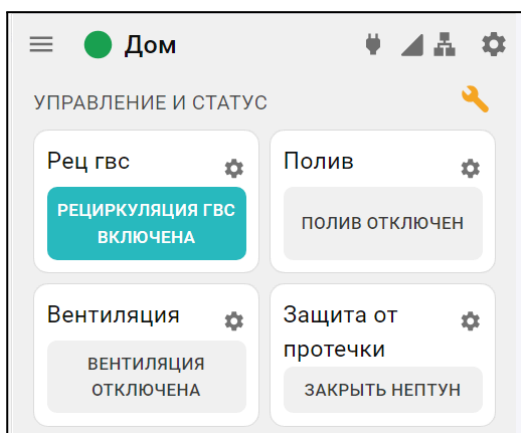 Дом
УПРАВЛЕНИЕ И СТАТУС
Рец гвс
РЕЦИРКУЛЯЦИЯ ГВС
ВКЛЮЧЕНА
Полив
ПОЛИВ ОТКЛЮЧЕН
Вентиляция
ВЕНТИЛЯЦИЯ
ОТКЛЮЧЕНА
Защита от
протечки
ЗАКРЫТЬ НЕПТУН